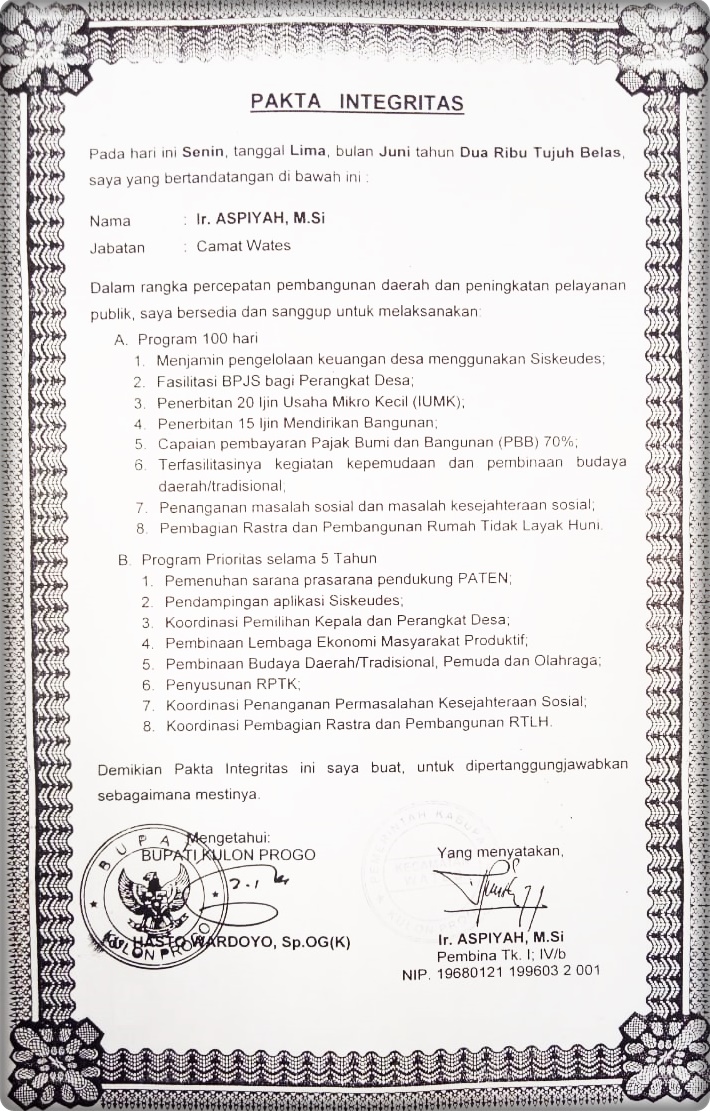 PAKTA INTEGRITAS
Pada hari ini Senin, tanggal Lima, bulan Juni tahun Dua Ribu Tujuh Belas,
saya yang bertandatangan di bawah ini :
Nama : Ir. ASPIYAH, M.Si
Jabatan : Camat Wates
Dalam rangka percepatan pembangunan daerah dan peningkatan pelayanan
publik, saya bersedia dan sanggup untuk melaksanakan:
A. Program 100 hari
1. Menjamin pengelolaan keuangan desa menggunakan Siskeudes;
2. Fasilitasi BPJS bagi Perangkat Desa;
3. Penerbitan 20 Ijin Usaha Mikro Kecil (IUMK);
4. Penerbitan 15 Ijin Mendirikan Bangunan;
5. Capaian pembayaran Pajak Bumi dan Bangunan (PBB) 70%;
6. Terfasilitasinya kegiatan kepemudaan dan pembinaan budaya
daerah/tradisional;
7. Penanganan masalah sosial dan masalah kesejahteraan sosial;
8. Pembagian Rastra dan Pembangunan Rumah Tidak Layak Huni.
B. Program Prioritas selama 5 Tahun
1. Pemenuhan sarana prasarana pendukung PATEN;
2. Pendampingan aplikasi Siskeudes;
3. Koordinasi Pemilihan Kepala dan Perangkat Desa;
4. Pembinaan Lembaga Ekonomi Masyarakat Produktif;
5. Pembinaan Budaya Daerah/Tradisional, Pemuda dan Olahraga;
6. Penyusunan RPTK;
7. Koordinasi Penanganan Permasalahan Kesejahteraan Sosial;
8. Koordinasi Pembagian Rastra dan Pembangunan RTLH.
Demikian Pakta Integritas ini saya buat, untuk dipertanggungjawabkan
sebagaimana mestinya.
Mengetahui:
BUPATI KULON PROGO
BUPATI
KULON PROGO
HASTO WARDOYO, Sp.OG(K)
Yang menyatakan,
PEMERINTAH KABUPATEN
KULON PROGO
Ir. ASPIYAH, M.Si
Pembina Tk. I; IV/b
NIP. 19680121 199603 2 001